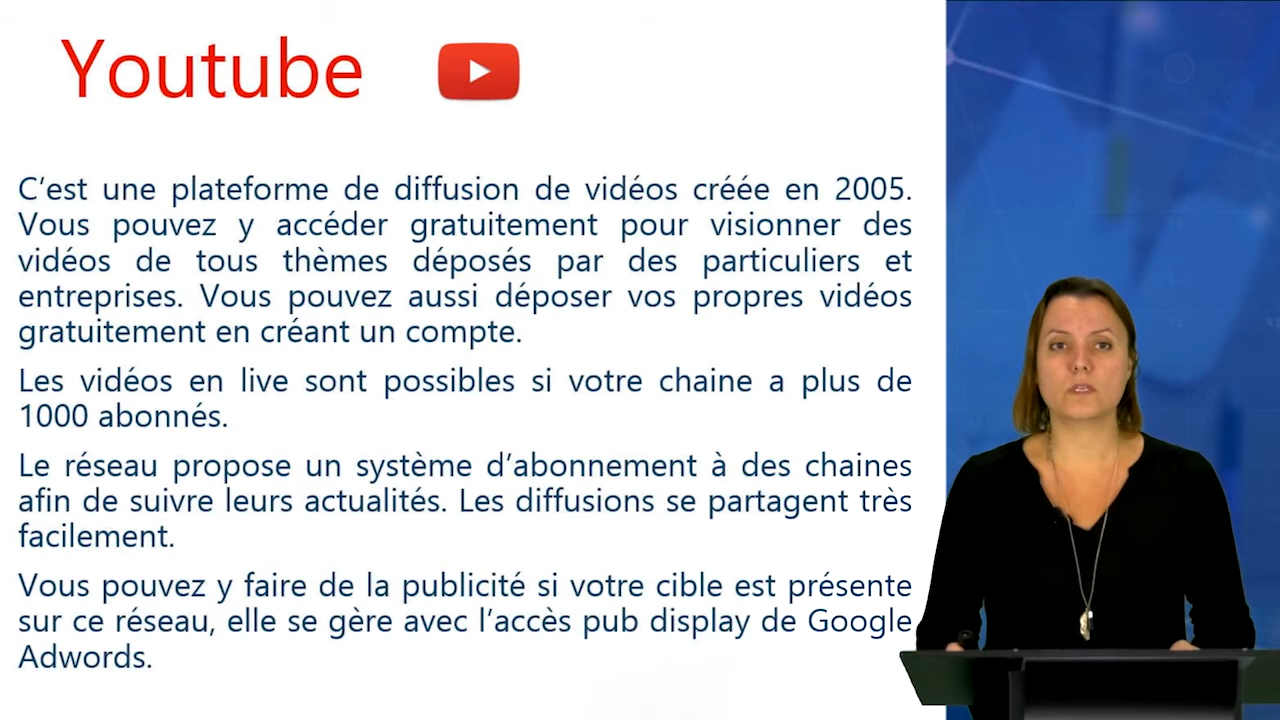 Youtube
C’est une plateforme de diffusion de vidéos créée en 2005.
Vous pouvez y accéder gratuitement pour visionner des
vidéos de tous thèmes déposés par des particuliers et
entreprises. Vous pouvez aussi déposer vos propres vidéos
gratuitement en créant un compte.
Les vidéos en live sont possibles si votre chaine a plus de
1000 abonnés.
Le réseau propose un système d’abonnement à des chaines
afin de suivre leurs actualités. Les diffusions se partagent très
facilement.
Vous pouvez y faire de la publicité si votre cible est présente
sur ce réseau, elle se gère avec l’accès pub display de Google
Adwords.